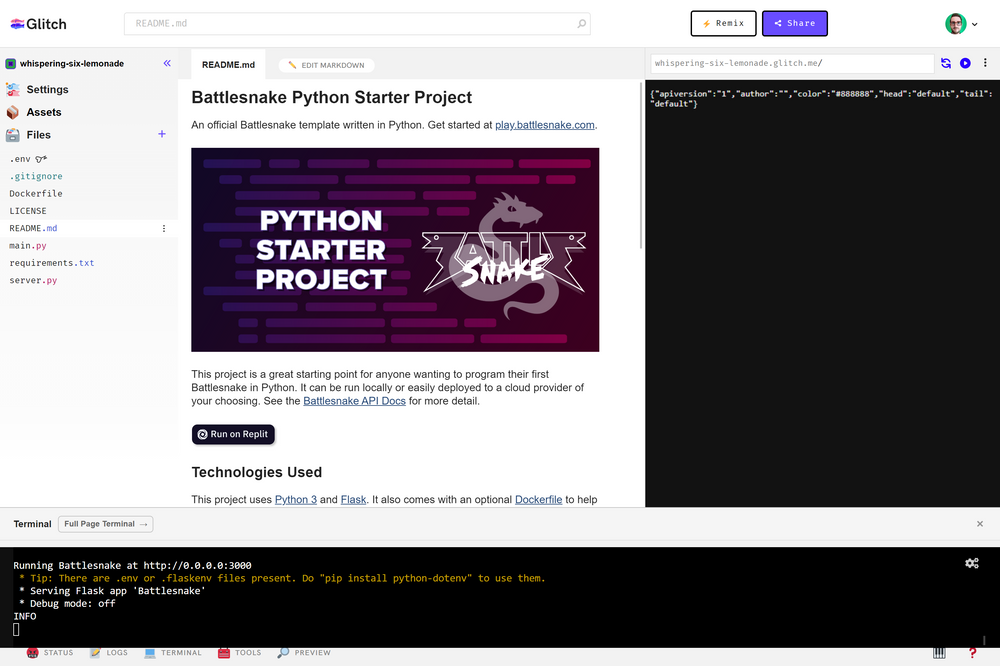 Glitch
README.md
⚡ Remix
Share
whispering-six-lemonade
«
Settings
Assets
Files
+
.env
.gitignore
Dockerfile
LICENSE
README.md
main.py
requirements.txt
server.py
README.md
✏️ EDIT MARKDOWN
Battlesnake Python Starter Project
An official Battlesnake template written in Python. Get started at play.battlesnake.com.
PYTHON
STARTER
PROJECT
BATTLE
SNAKE
This project is a great starting point for anyone wanting to program their first
Battlesnake in Python. It can be run locally or easily deployed to a cloud provider of
your choosing. See the Battlesnake API Docs for more detail.
Run on Replit
Technologies Used
This project uses Python 3 and Flask. It also comes with an optional Dockerfile to help
whispering-six-lemonade.glitch.me/
{"apiversion":"1","author":"","color":"#888888","head":"default","tail":
"default"}
Terminal
Full Page Terminal →
×
Running Battlesnake at http://0.0.0.0:3000
* Tip: There are .env or .flaskenv files present. Do "pip install python-dotenv" to use them.
* Serving Flask app 'Battlesnake'
* Debug mode: off
INFO
STATUS
LOGS
TERMINAL
TOOLS
PREVIEW
?